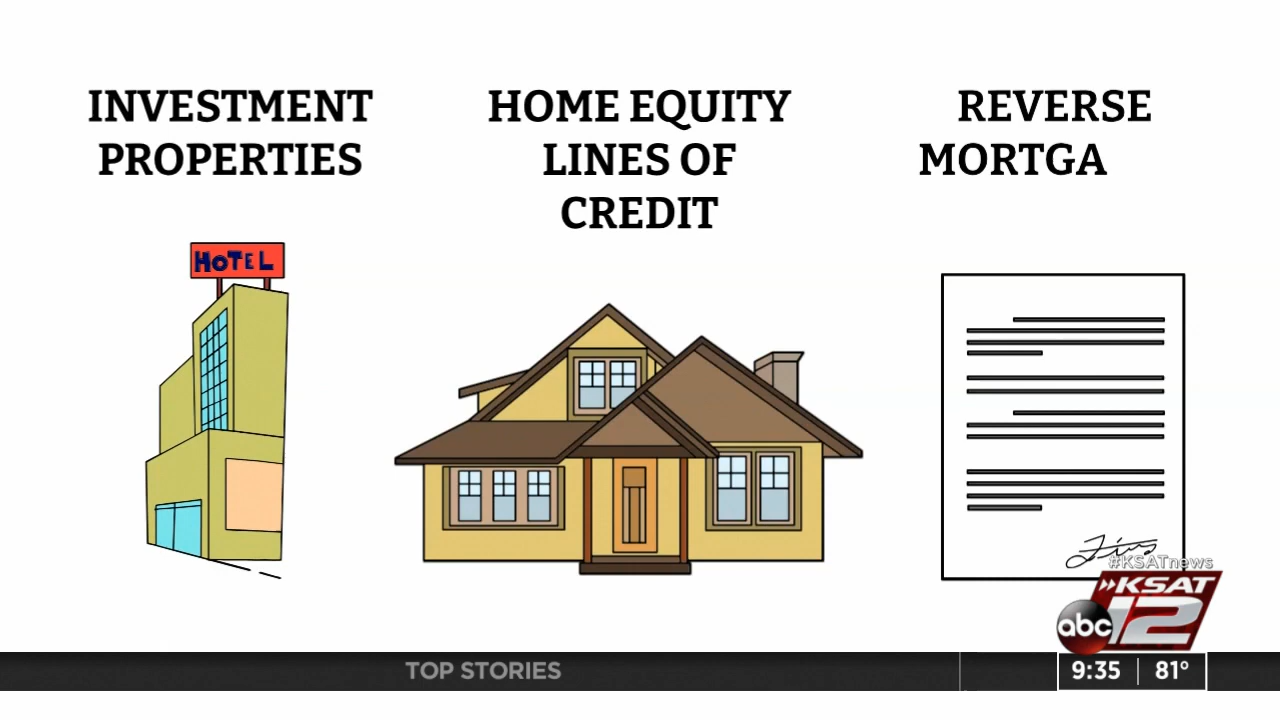 INVESTMENT
PROPERTIES
HOME EQUITY
LINES OF
CREDIT
REVERSE
MORTGA
HOTEL
#KSATnews
KSAT
abc 12
TOP STORIES
9:35 81°